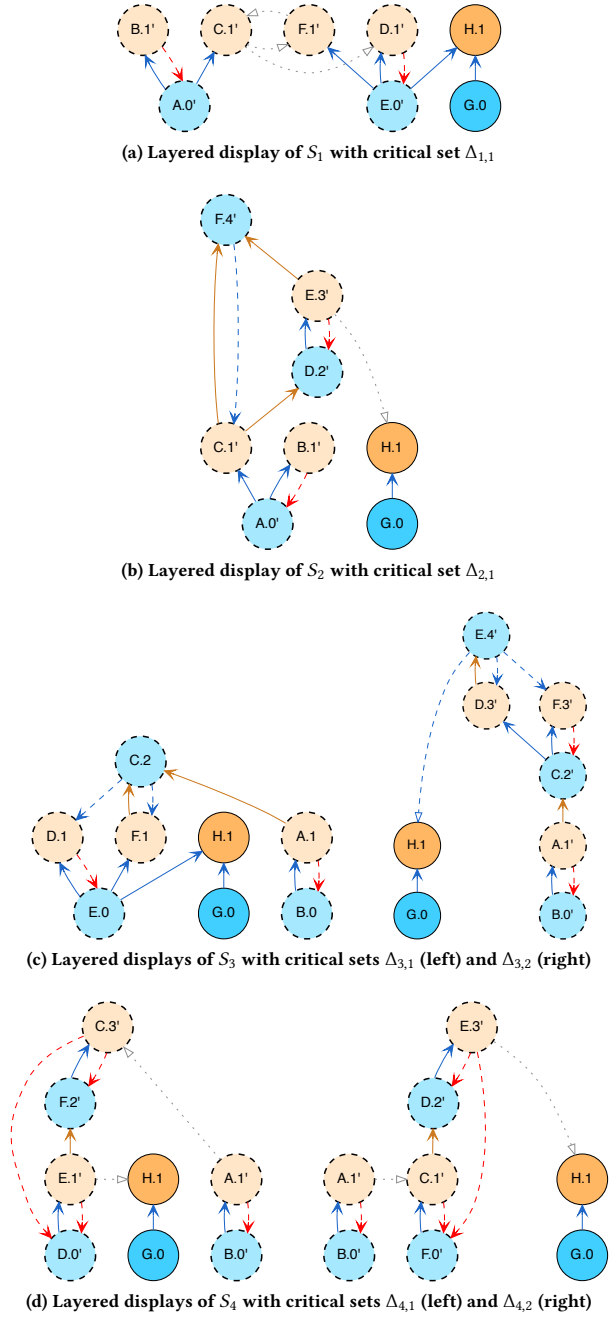 B.1' C.1' F.1' D.1' H.1
A.0' E.0' G.0
(a) Layered display of S₁ with critical set Δ₁,₁
F.4'
E.3'
D.2'
C.1' B.1' H.1
A.0' G.0
(b) Layered display of S₂ with critical set Δ₂,₁
E.4'
D.3' F.3'
C.2 C.2'
D.1 F.1 H.1 A.1 H.1 A.1'
E.0 G.0 B.0 G.0 B.0'
(c) Layered displays of S₃ with critical sets Δ₃,₁ (left) and Δ₃,₂ (right)
C.3' E.3'
F.2' D.2'
E.1' H.1 A.1' A.1' C.1' H.1
D.0' G.0 B.0' B.0' F.0' G.0
(d) Layered displays of S₄ with critical sets Δ₄,₁ (left) and Δ₄,₂ (right)